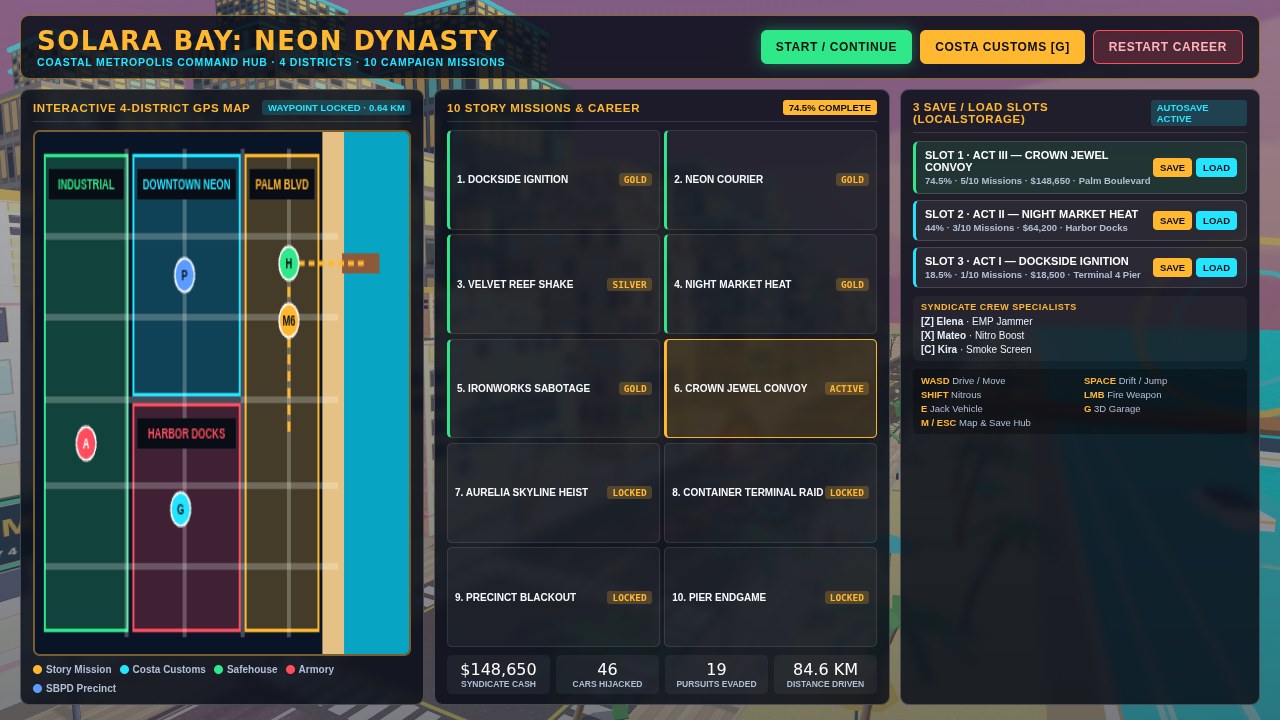 SOLARA BAY: NEON DYNASTY
COASTAL METROPOLIS COMMAND HUB · 4 DISTRICTS · 10 CAMPAIGN MISSIONS
START / CONTINUE
COSTA CUSTOMS [G]
RESTART CAREER
INTERACTIVE 4-DISTRICT GPS MAP
WAYPOINT LOCKED · 0.64 KM
INDUSTRIAL
DOWNTOWN NEON
PALM BLVD
H
P
M6
HARBOR DOCKS
A
G
Story Mission
Costa Customs
Safehouse
Armory
SBPD Precinct
10 STORY MISSIONS & CAREER
74.5% COMPLETE
1. DOCKSIDE IGNITION GOLD
2. NEON COURIER GOLD
3. VELVET REEF SHAKE SILVER
4. NIGHT MARKET HEAT GOLD
5. IRONWORKS SABOTAGE GOLD
6. CROWN JEWEL CONVOY ACTIVE
7. AURELIA SKYLINE HEIST LOCKED
8. CONTAINER TERMINAL RAID LOCKED
9. PRECINCT BLACKOUT LOCKED
10. PIER ENDGAME LOCKED
$148,650
SYNDICATE CASH
46
CARS HIJACKED
19
PURSUITS EVADED
84.6 KM
DISTANCE DRIVEN
3 SAVE / LOAD SLOTS
(LOCALSTORAGE)
AUTOSAVE
ACTIVE
SLOT 1 · ACT III — CROWN JEWEL
CONVOY
74.5% · 5/10 Missions · $148,650 · Palm Boulevard
SAVE
LOAD
SLOT 2 · ACT II — NIGHT MARKET HEAT
44% · 3/10 Missions · $64,200 · Harbor Docks
SAVE
LOAD
SLOT 3 · ACT I — DOCKSIDE IGNITION
18.5% · 1/10 Missions · $18,500 · Terminal 4 Pier
SAVE
LOAD
SYNDICATE CREW SPECIALISTS
[Z] Elena · EMP Jammer
[X] Mateo · Nitro Boost
[C] Kira · Smoke Screen
WASD Drive / Move
SPACE Drift / Jump
SHIFT Nitrous
LMB Fire Weapon
E Jack Vehicle
G 3D Garage
M / ESC Map & Save Hub